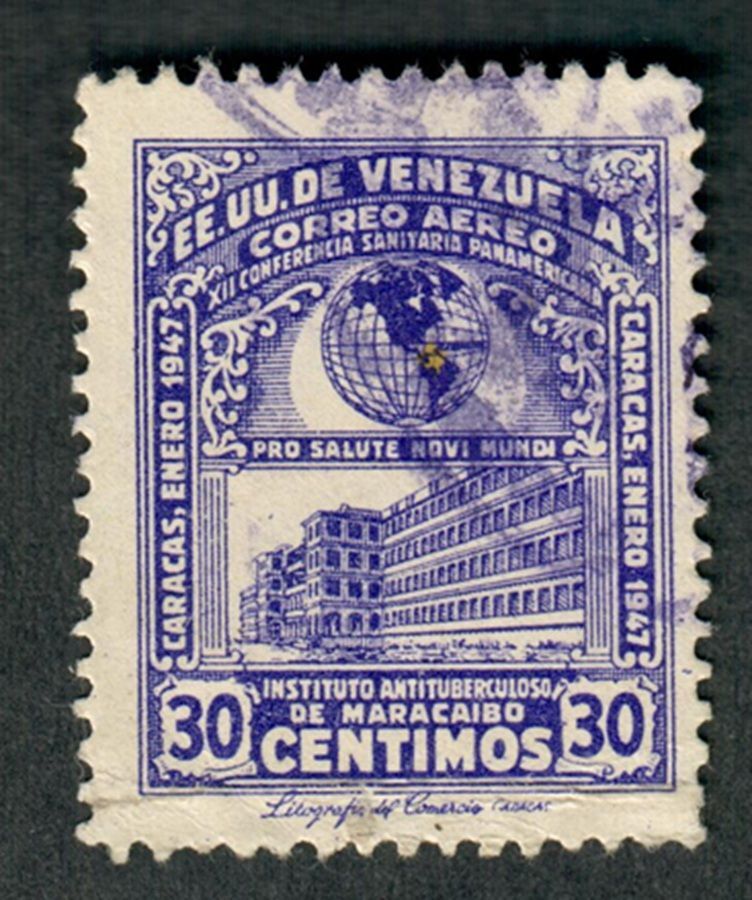 EE.UU. DE VENEZUELA
CORREO AEREO
XII CONFERENCIA SANITARIA PANAMERICANA
CARACAS, ENERO 1947
CARACAS, ENERO 1947
PRO SALUTE NOVI MUNDI
INSTITUTO ANTITUBERCULOSO
DE MARACAIBO
30 CENTIMOS 30
Litografia del Comercio CARACAS